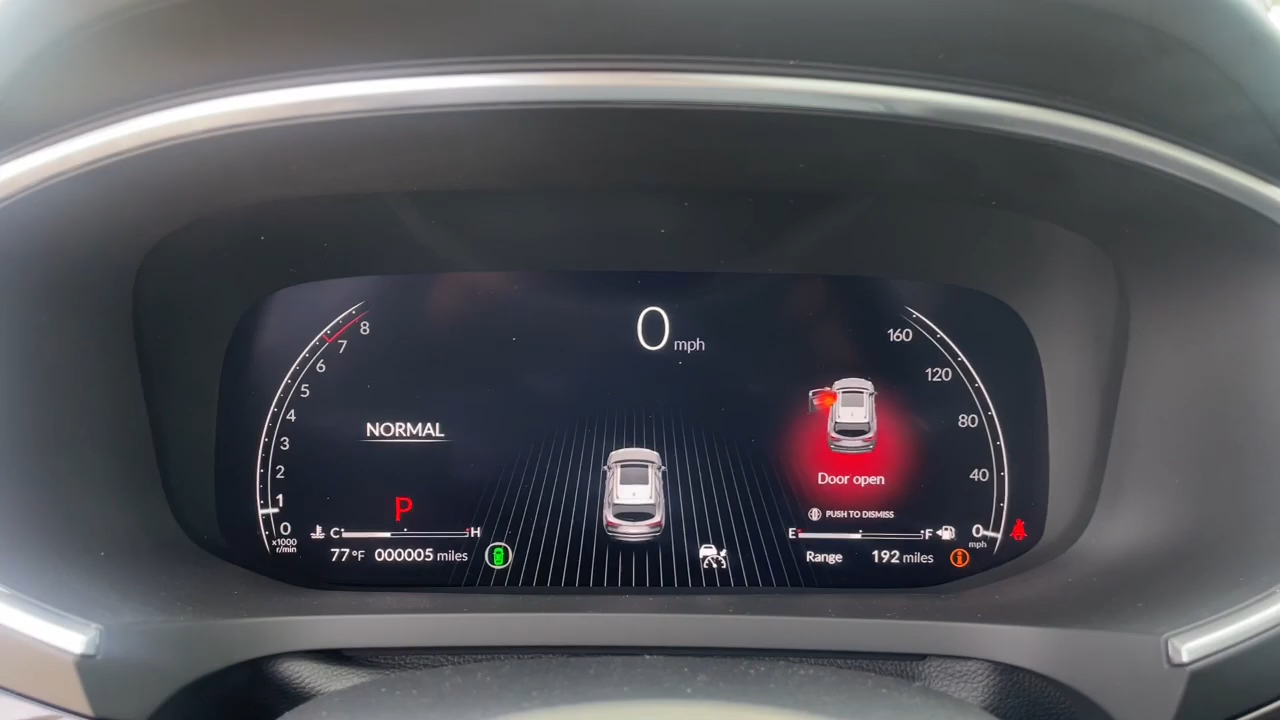 0 mph
8
7
6
5
4
3
2
1
0
x1000
r/min
NORMAL
P
C H
77°F 000005 miles
160
120
80
40
0
mph
Door open
PUSH TO DISMISS
E F
Range 192 miles